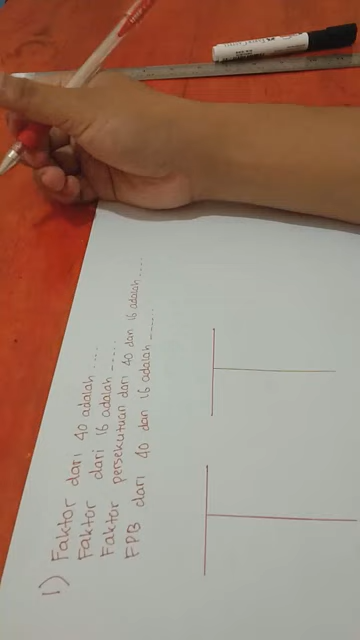 1) Faktor dari 40 adalah ....
Faktor dari 16 adalah .....
Faktor persekutuan dari 40 dan 16 adalah ....
FPB dari 40 dan 16 adalah .....